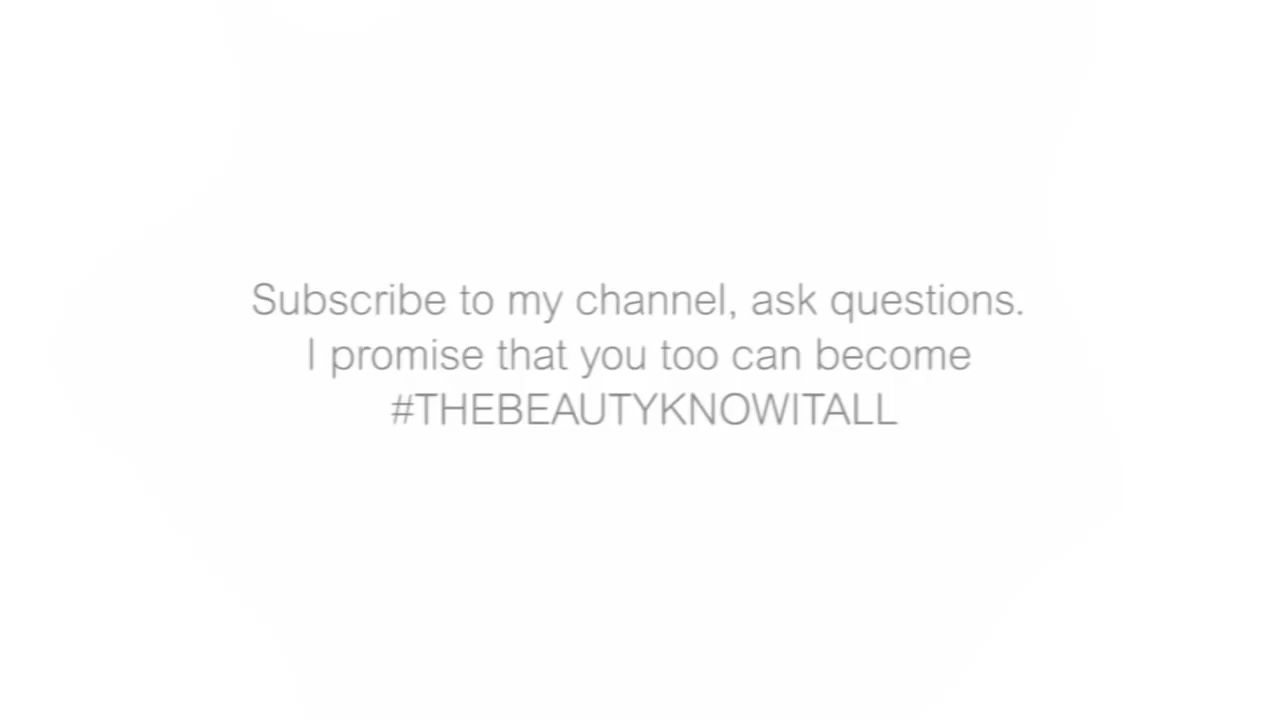 Subscribe to my channel, ask questions.
I promise that you too can become
#THEBEAUTYKNOWITALL